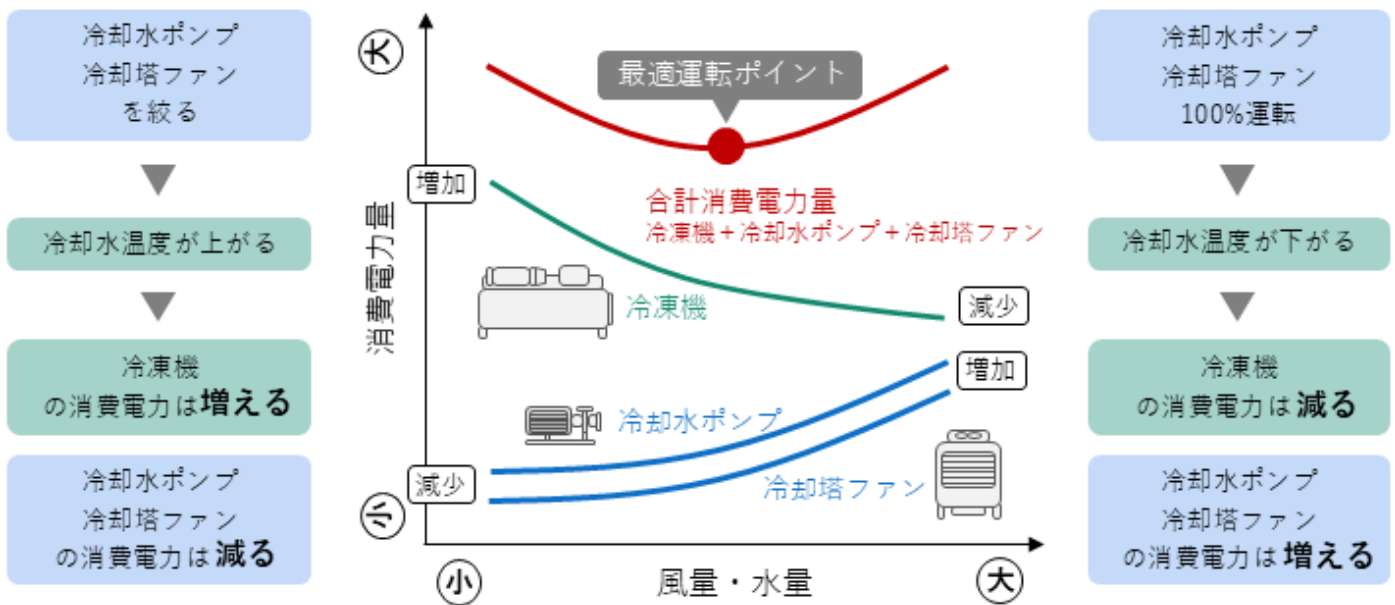 冷却水ポンプ
冷却塔ファン
を絞る
冷却水温度が上がる
冷凍機
の消費電力は増える
冷却水ポンプ
冷却塔ファン
の消費電力は減る
大
消費電力量
小
増加
減少
最適運転ポイント
合計消費電力量
冷凍機＋冷却水ポンプ＋冷却塔ファン
冷凍機
減少
増加
冷却水ポンプ
冷却塔ファン
小
風量・水量
大
冷却水ポンプ
冷却塔ファン
100%運転
冷却水温度が下がる
冷凍機
の消費電力は減る
冷却水ポンプ
冷却塔ファン
の消費電力は増える